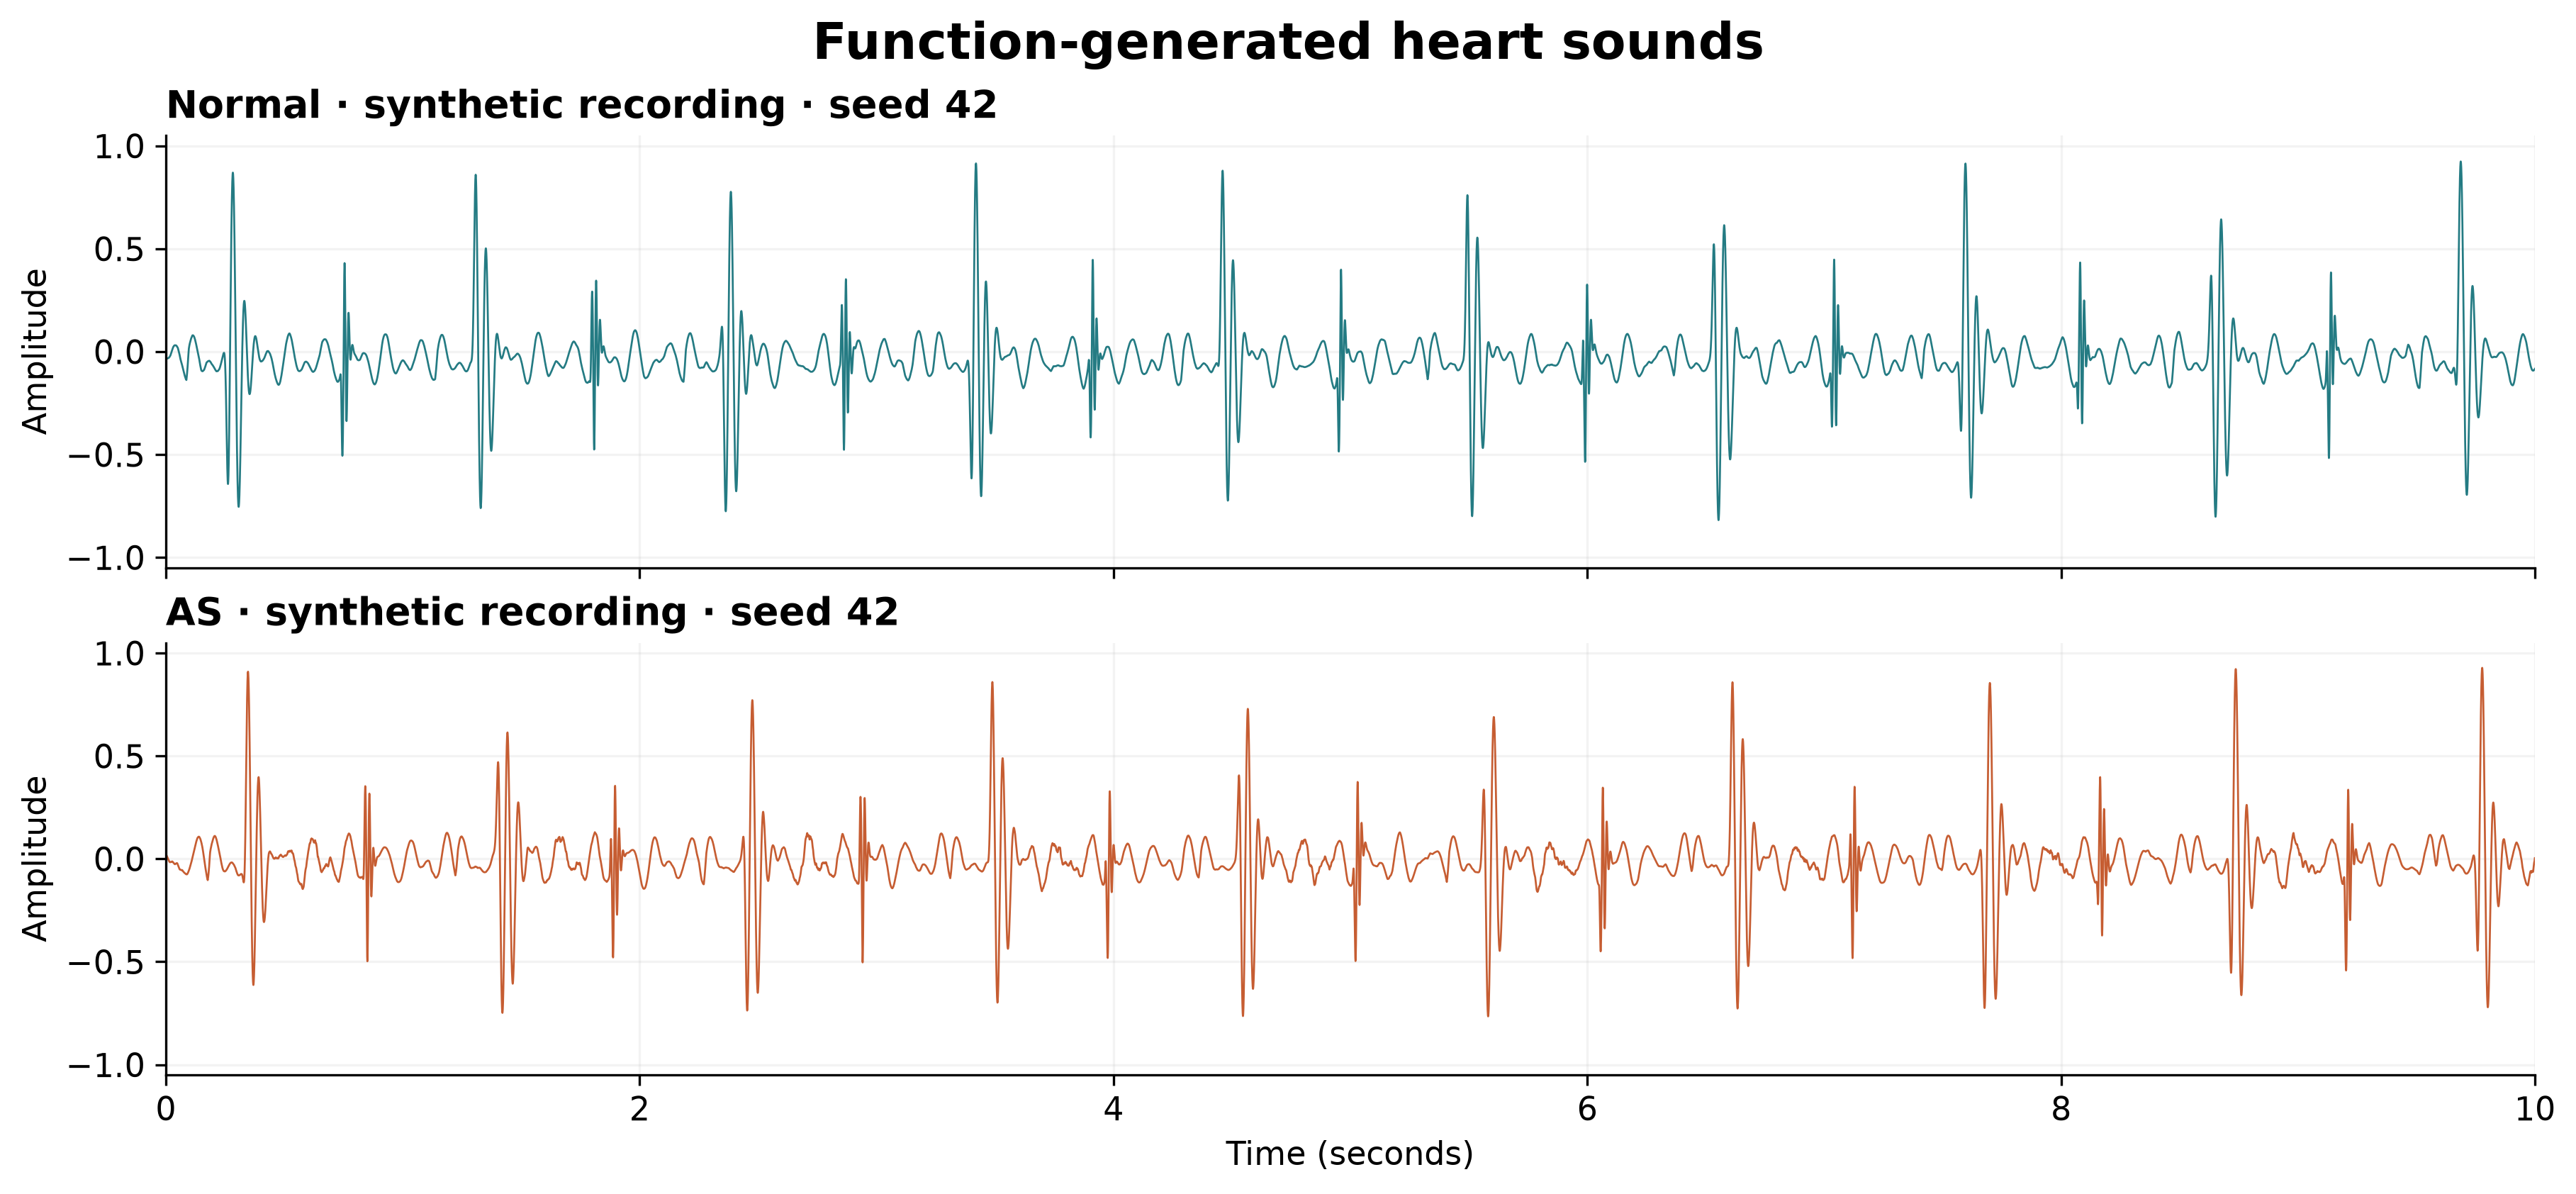 Function-generated heart sounds
Normal · synthetic recording · seed 42
1.0
0.5
0.0
−0.5
−1.0
Amplitude
AS · synthetic recording · seed 42
1.0
0.5
0.0
−0.5
−1.0
Amplitude
0 2 4 6 8 10
Time (seconds)